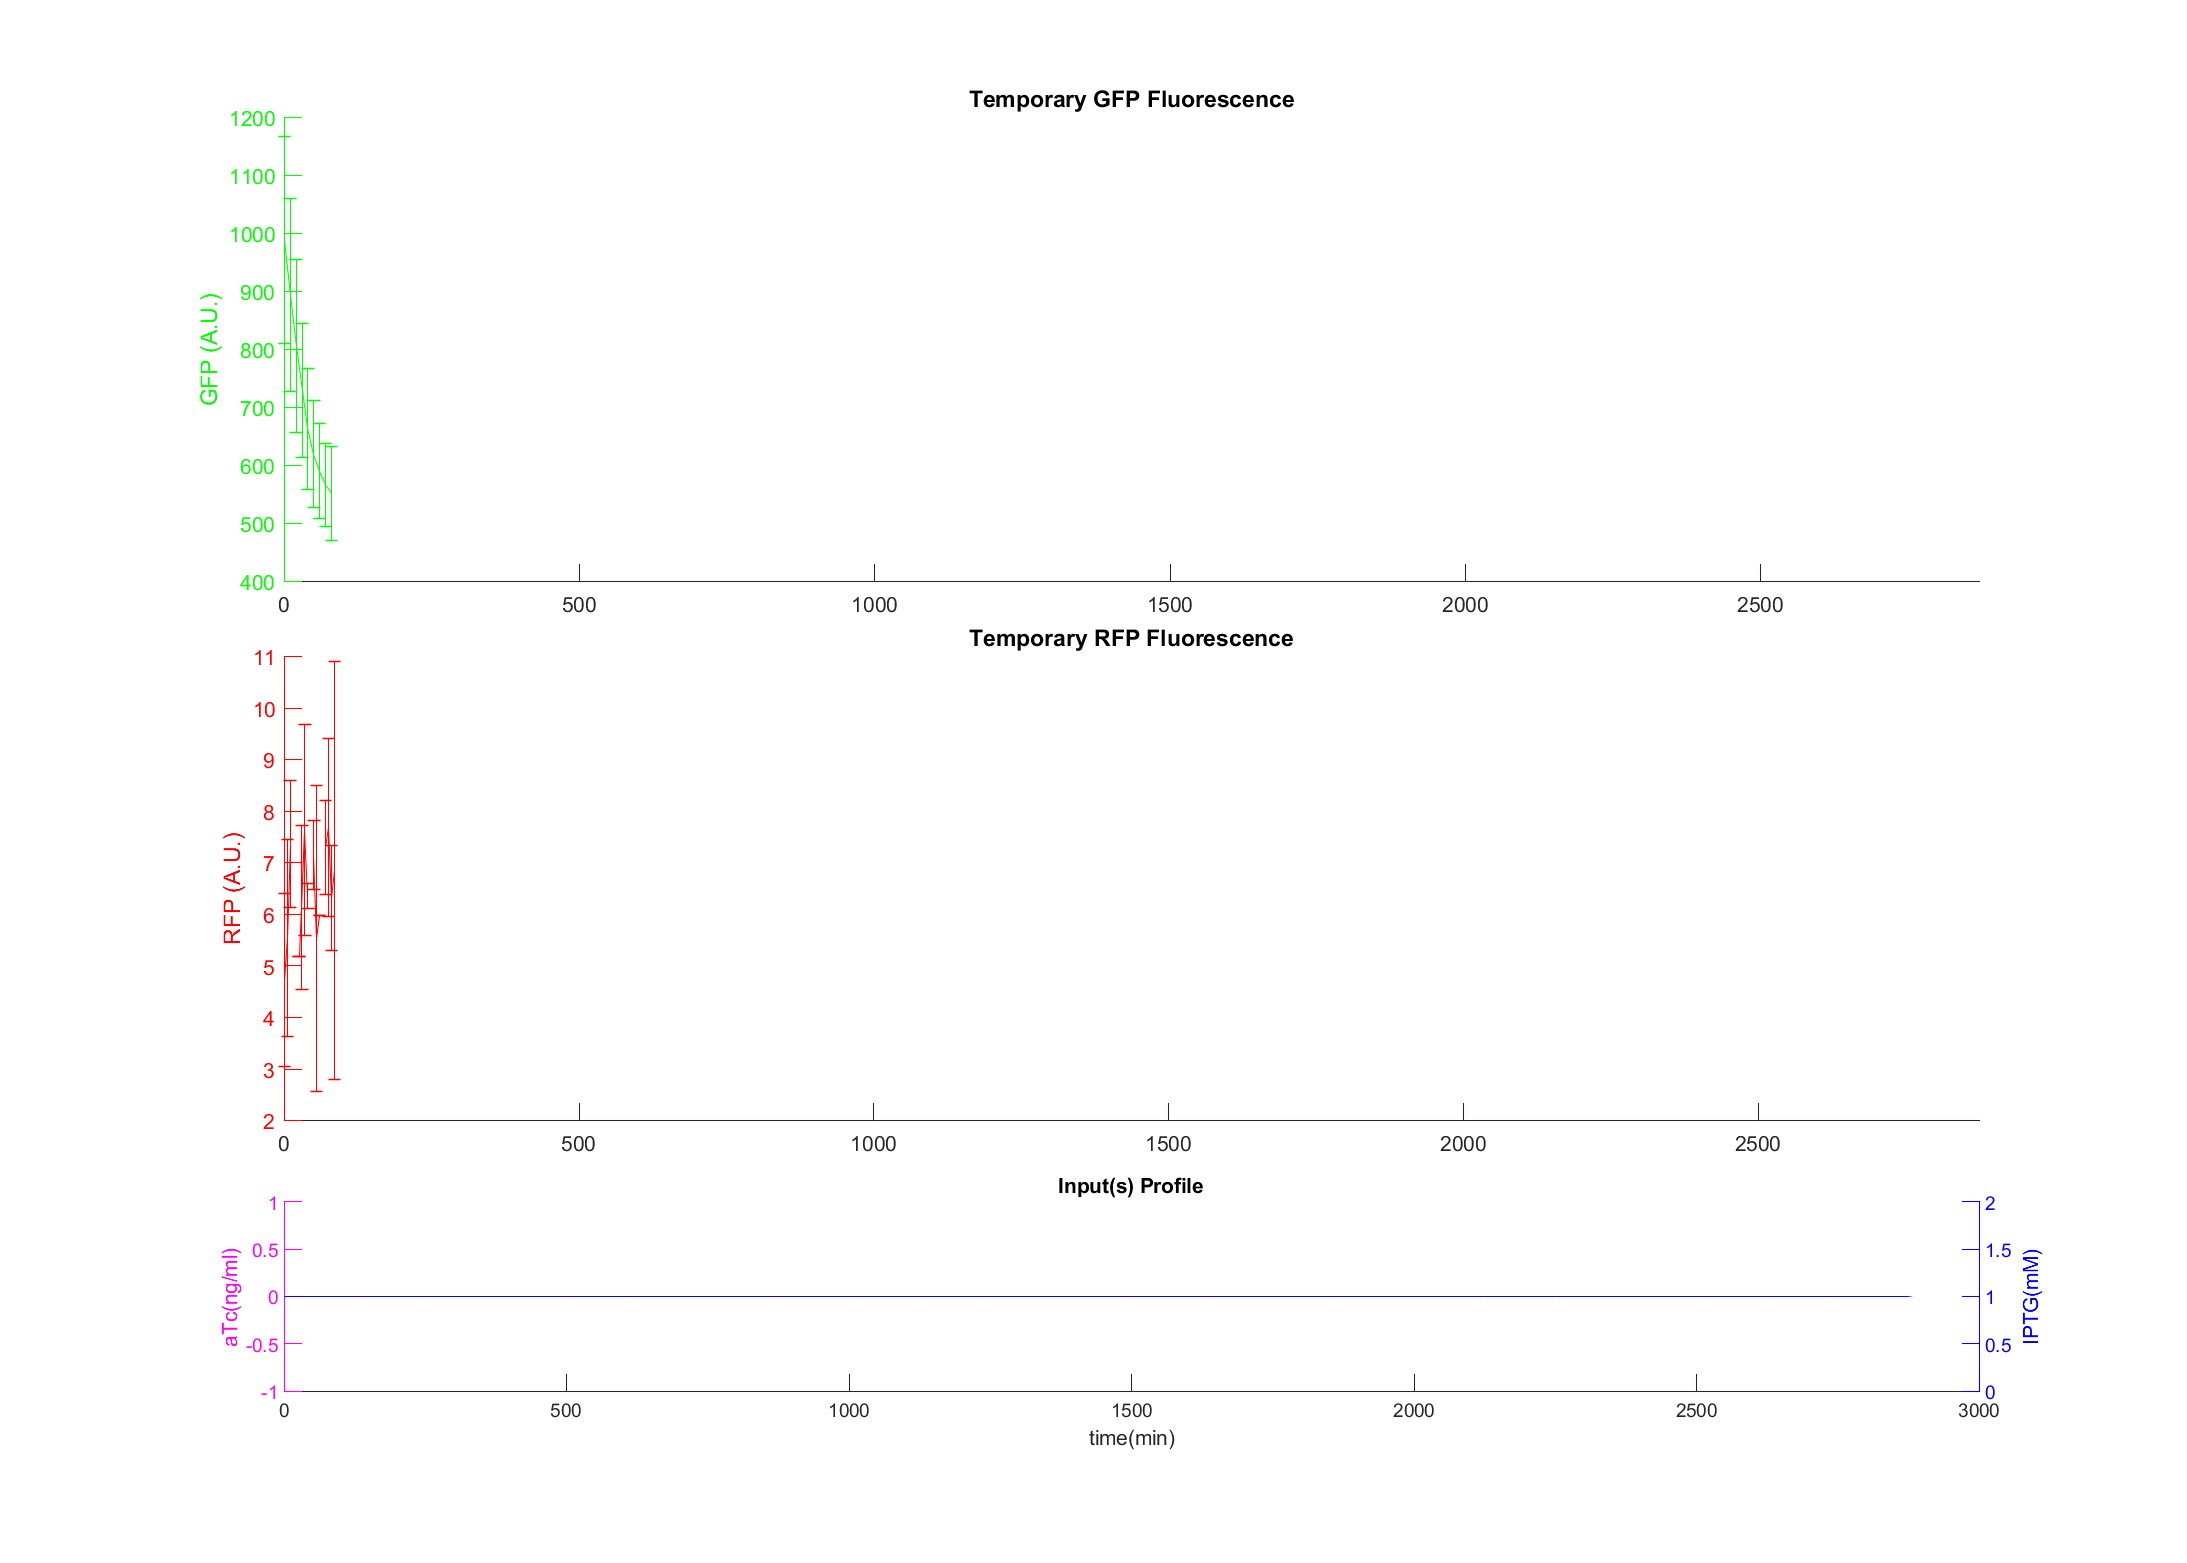 Temporary GFP Fluorescence
1200
1100
1000
900
800
700
600
500
400
GFP (A.U.)
0 500 1000 1500 2000 2500
Temporary RFP Fluorescence
11
10
9
8
7
6
5
4
3
2
RFP (A.U.)
0 500 1000 1500 2000 2500
Input(s) Profile
1 2
0.5 1.5
0 1
-0.5 0.5
-1 0
aTc(ng/ml)
IPTG(mM)
0 500 1000 1500 2000 2500 3000
time(min)